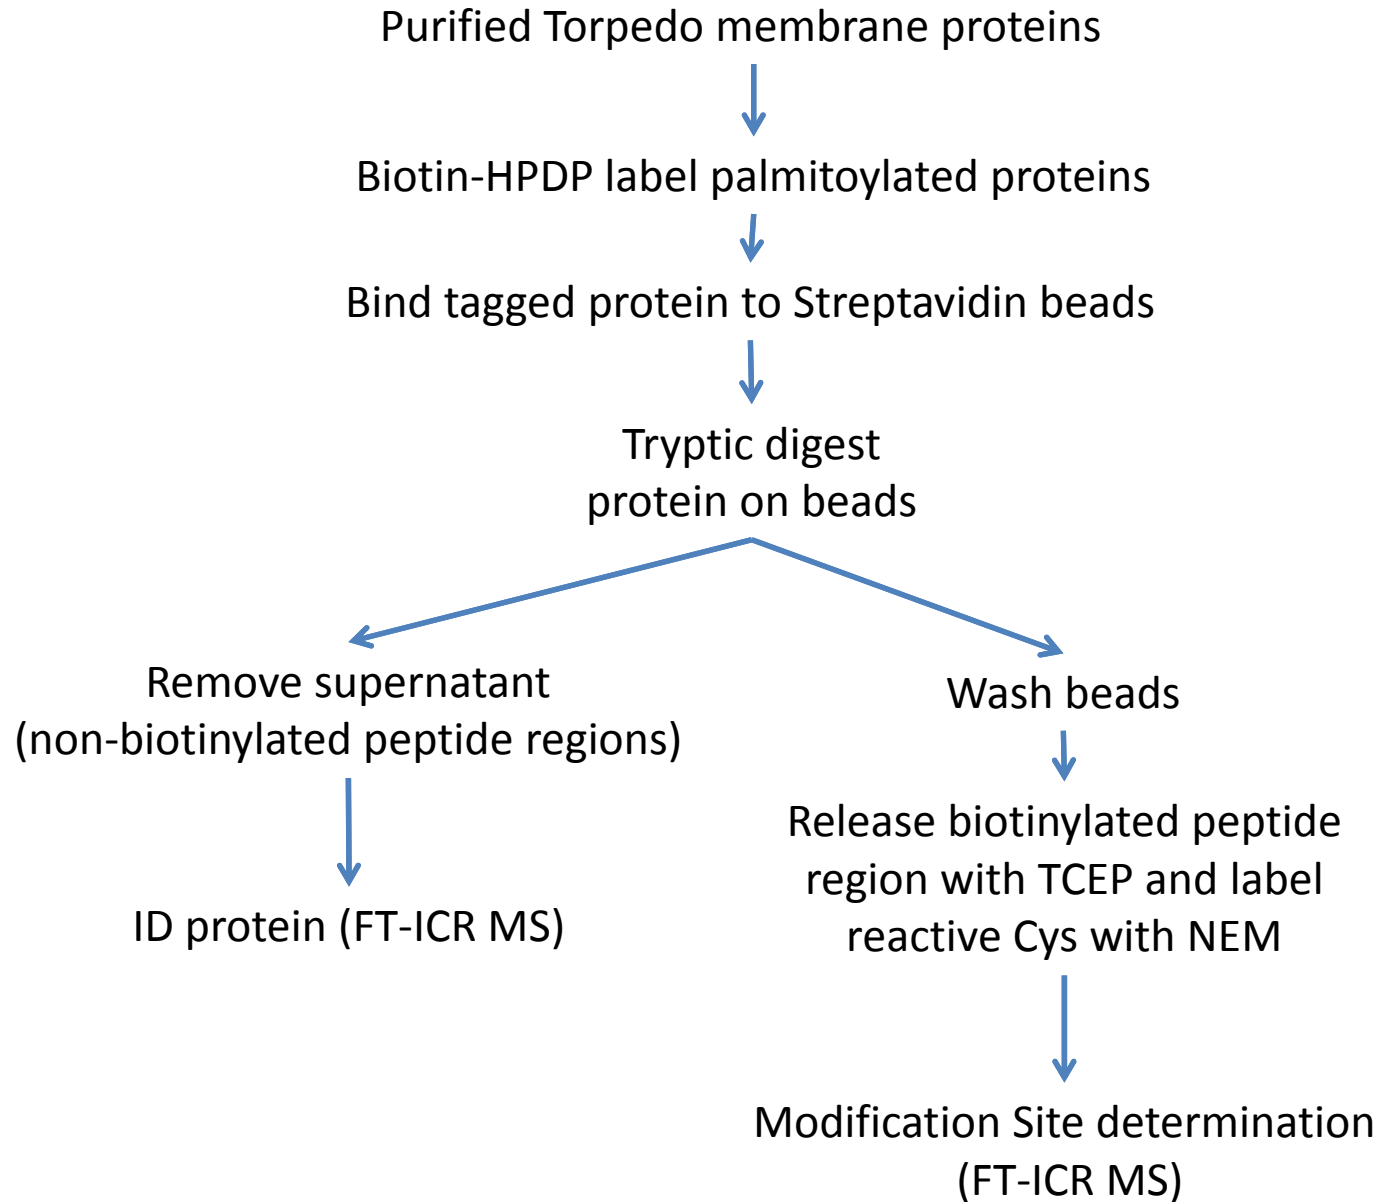 Purified Torpedo membrane proteins
Biotin-HPDP label palmitoylated proteins
Bind tagged protein to Streptavidin beads
Tryptic digest
protein on beads
Remove supernatant
(non-biotinylated peptide regions)
ID protein (FT-ICR MS)
Wash beads
Release biotinylated peptide
region with TCEP and label
reactive Cys with NEM
Modification Site determination
(FT-ICR MS)